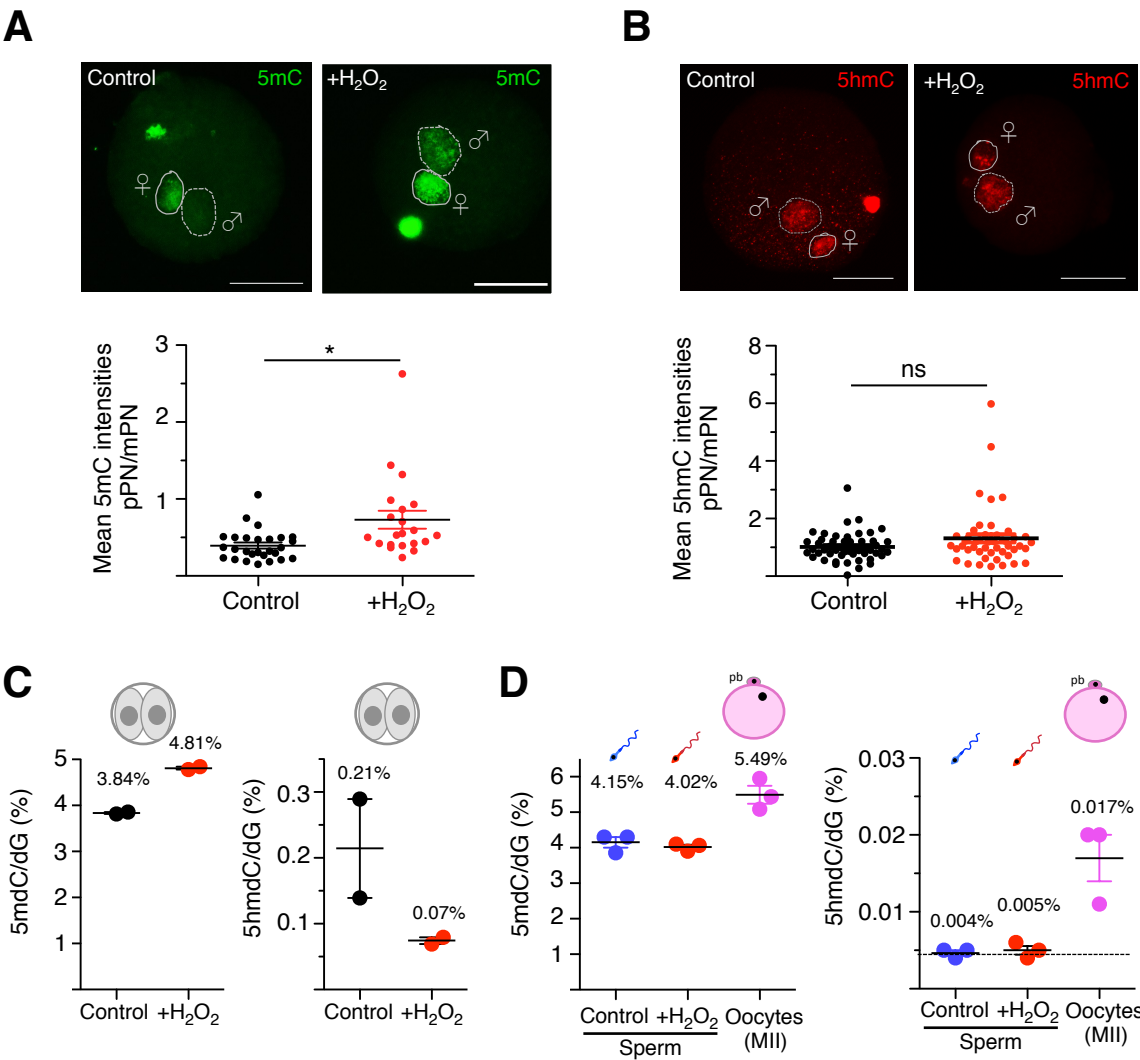 A
Control 5mC
+H₂O₂ 5mC
♀
♂
♂
♀
Mean 5mC intensities
pPN/mPN
3
2
1
*
Control
+H₂O₂
B
Control 5hmC
+H₂O₂ 5hmC
♂
♀
♀
♂
Mean 5hmC intensities
pPN/mPN
8
6
4
2
ns
Control
+H₂O₂
C
5mdC/dG (%)
5
4
3
2
1
3.84%
4.81%
Control +H₂O₂
5hmdC/dG (%)
0.3
0.2
0.1
0.21%
0.07%
Control +H₂O₂
D
pb
5mdC/dG (%)
6
5
4
3
2
1
4.15%
4.02%
5.49%
Control +H₂O₂ Oocytes
(MII)
Sperm
pb
5hmdC/dG (%)
0.03
0.02
0.01
0.004%
0.005%
0.017%
Control +H₂O₂ Oocytes
(MII)
Sperm